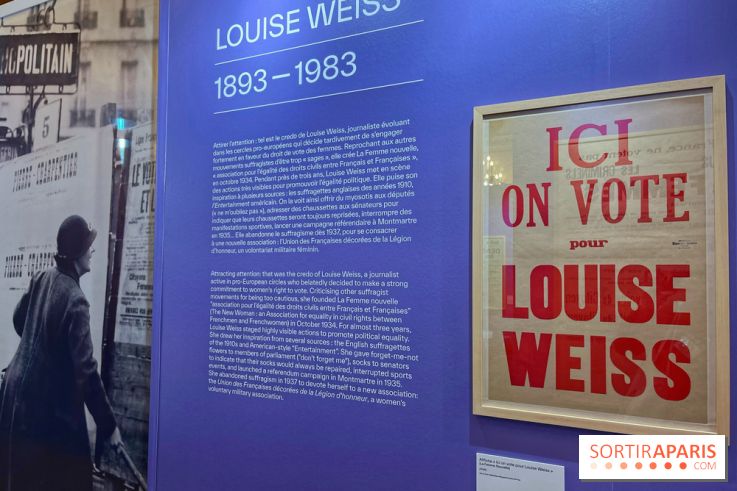 POLITAIN
5
PIERRE-CHARPENTIER
LE VOTE
LOUISE WEISS
1893 – 1983
Attirer l'attention : tel est le credo de Louise Weiss, journaliste évoluant
dans les cercles pro-européens qui décide tardivement de s'engager
fortement en faveur du droit de vote des femmes. Reprochant aux autres
mouvements suffragistes d'être trop « sages », elle crée La Femme nouvelle,
« association pour l'égalité des droits civils entre Français et Françaises »,
en octobre 1934. Pendant près de trois ans, Louise Weiss met en scène
des actions très visibles pour promouvoir l'égalité politique. Elle puise son
inspiration à plusieurs sources : les suffragettes anglaises des années 1910,
l'Entertainment américain. On la voit ainsi offrir du myosotis aux députés
(« ne m'oubliez pas »), adresser des chaussettes aux sénateurs pour
indiquer que leurs chaussettes seront toujours reprisées, interrompre des
manifestations sportives, lancer une campagne référendaire à Montmartre
en 1935... Elle abandonne le suffragisme dès 1937, pour se consacrer
à une nouvelle association : l'Union des Françaises décorées de la Légion
d'honneur, un volontariat militaire féminin.
Attracting attention: that was the credo of Louise Weiss, a journalist
active in pro-European circles who belatedly decided to make a strong
commitment to women's right to vote. Criticising other suffragist
movements for being too cautious, she founded La Femme nouvelle
"association pour l'égalité des droits civils entre Français et Françaises"
(The New Woman : an Association for equality in civil rights between
Frenchmen and Frenchwomen) in October 1934. For almost three years,
Louise Weiss staged highly visible actions to promote political equality.
She drew her inspiration from several sources : the English suffragettes
of the 1910s and American-style "Entertainment". She gave forget-me-not
flowers to members of parliament ("don't forget me"), socks to senators
to indicate that their socks would always be repaired, interrupted sports
events, and launched a referendum campaign in Montmartre in 1935.
She abandoned suffragism in 1937 to devote herself to a new association:
the Union des Françaises décorées de la Légion d'honneur, a women's
voluntary military association.
ICI
ON VOTE
pour
LOUISE
WEISS
Affiche « Ici on vote pour Louise Weiss »
SORTIRAPARIS
.COM